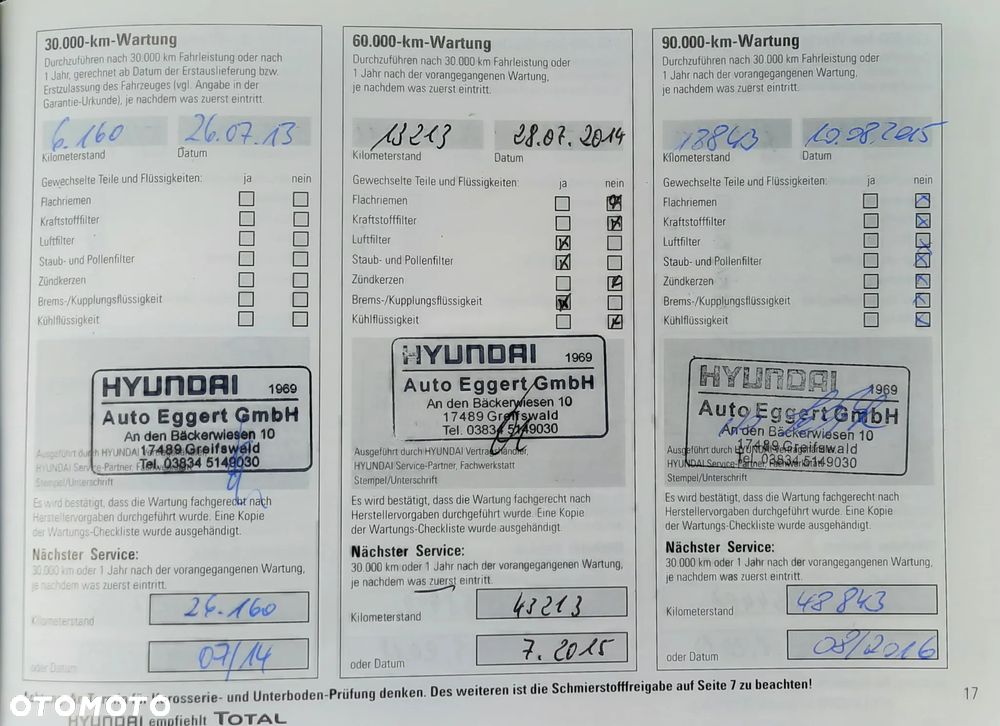 30.000-km-Wartung
Durchzuführen nach 30.000 km Fahrleistung oder nach
1 Jahr, gerechnet ab Datum der Erstauslieferung bzw.
Erstzulassung des Fahrzeuges (vgl. Angabe in der
Garantie-Urkunde), je nachdem was zuerst eintritt.
6.160 26.07.13
Kilometerstand Datum
Gewechselte Teile und Flüssigkeiten: ja nein
Flachriemen
Kraftstofffilter
Luftfilter
Staub- und Pollenfilter
Zündkerzen
Brems-/Kupplungsflüssigkeit
Kühlflüssigkeit
HYUNDAI 1969
Auto Eggert GmbH
An den Bäckerwiesen 10
17489 Greifswald
Tel. 03834 5149030
Ausgeführt durch HYUNDAI
HYUNDAI Service-Partner,
Stempel/Unterschrift
Es wird bestätigt, dass die Wartung fachgerecht nach
Herstellervorgaben durchgeführt wurde. Eine Kopie
der Wartungs-Checkliste wurde ausgehändigt.
Nächster Service:
30.000 km oder 1 Jahr nach der vorangegangenen Wartung,
je nachdem was zuerst eintritt.
Kilometerstand 26.160
oder Datum 07/14
60.000-km-Wartung
Durchzuführen nach 30.000 km Fahrleistung oder
1 Jahr nach der vorangegangenen Wartung,
je nachdem was zuerst eintritt.
13213 28.07.2014
Kilometerstand Datum
Gewechselte Teile und Flüssigkeiten: ja nein
Flachriemen
Kraftstofffilter
Luftfilter
Staub- und Pollenfilter
Zündkerzen
Brems-/Kupplungsflüssigkeit
Kühlflüssigkeit
HYUNDAI 1969
Auto Eggert GmbH
An den Bäckerwiesen 10
17489 Greifswald
Tel. 03834 5149030
Ausgeführt durch HYUNDAI Vertragshändler,
HYUNDAI Service-Partner, Fachwerkstatt
Stempel/Unterschrift
Es wird bestätigt, dass die Wartung fachgerecht nach
Herstellervorgaben durchgeführt wurde. Eine Kopie
der Wartungs-Checkliste wurde ausgehändigt.
Nächster Service:
30.000 km oder 1 Jahr nach der vorangegangenen Wartung,
je nachdem was zuerst eintritt.
Kilometerstand 43213
oder Datum 7.2015
90.000-km-Wartung
Durchzuführen nach 30.000 km Fahrleistung oder
1 Jahr nach der vorangegangenen Wartung,
je nachdem was zuerst eintritt.
18843 10.08.2015
Kilometerstand Datum
Gewechselte Teile und Flüssigkeiten: ja nein
Flachriemen
Kraftstofffilter
Luftfilter
Staub- und Pollenfilter
Zündkerzen
Brems-/Kupplungsflüssigkeit
Kühlflüssigkeit
HYUNDAI 1969
Auto Eggert GmbH
An den Bäckerwiesen 10
17489 Greifswald
Tel. 03834 5149030
Ausgeführt durch HYUNDAI Vertragshändler,
HYUNDAI Service-Partner,
Stempel/Unterschrift
Es wird bestätigt, dass die Wartung fachgerecht nach
Herstellervorgaben durchgeführt wurde. Eine Kopie
der Wartungs-Checkliste wurde ausgehändigt.
Nächster Service:
30.000 km oder 1 Jahr nach der vorangegangenen Wartung,
je nachdem was zuerst eintritt.
Kilometerstand 48843
oder Datum 08/2016
Karosserie- und Unterboden-Prüfung denken. Des weiteren ist die Schmierstofffreigabe auf Seite 7 zu beachten!
17
OTOMOTO
HYUNDAI empfiehlt TOTAL